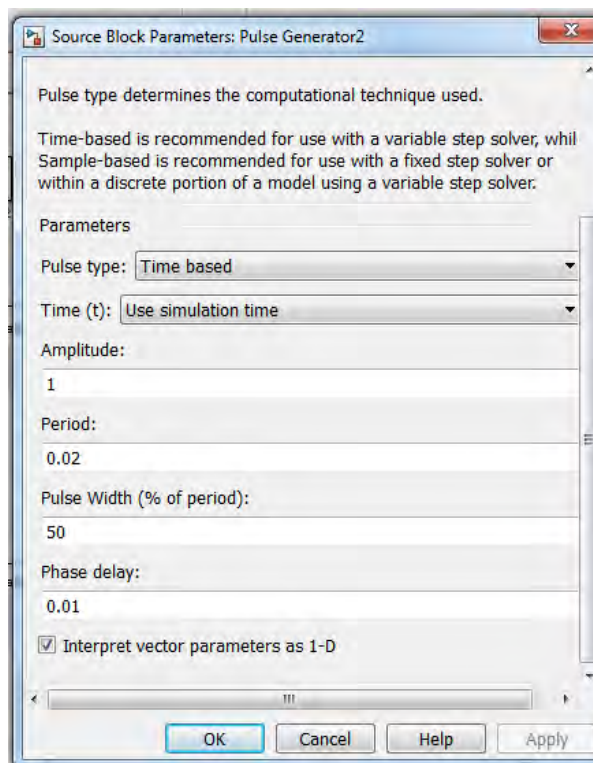 Source Block Parameters: Pulse Generator2
Pulse type determines the computational technique used.
Time-based is recommended for use with a variable step solver, whil
Sample-based is recommended for use with a fixed step solver or
within a discrete portion of a model using a variable step solver.
Parameters
Pulse type: Time based
Time (t): Use simulation time
Amplitude:
1
Period:
0.02
Pulse Width (% of period):
50
Phase delay:
0.01
Interpret vector parameters as 1-D
OK Cancel Help Apply